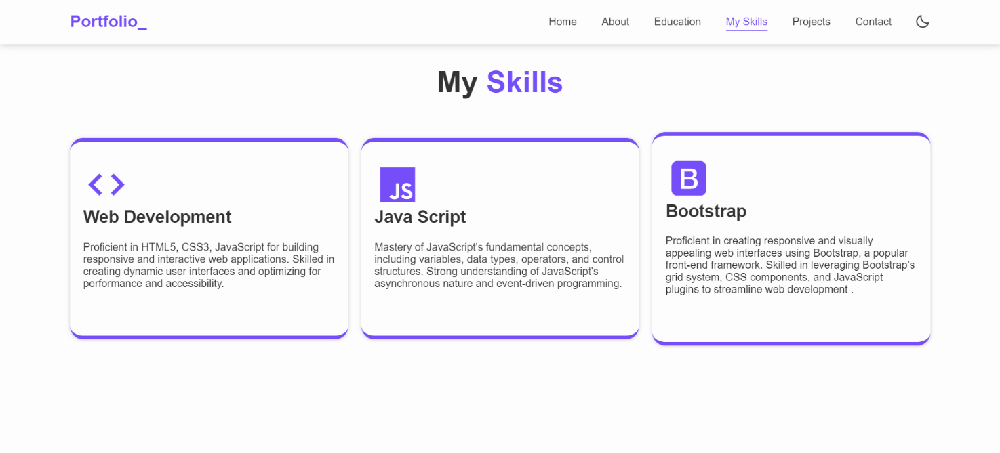 Portfolio_
Home About Education My Skills Projects Contact
My Skills
Web Development
Proficient in HTML5, CSS3, JavaScript for building
responsive and interactive web applications. Skilled in
creating dynamic user interfaces and optimizing for
performance and accessibility.
JS
Java Script
Mastery of JavaScript's fundamental concepts,
including variables, data types, operators, and control
structures. Strong understanding of JavaScript's
asynchronous nature and event-driven programming.
B
Bootstrap
Proficient in creating responsive and visually
appealing web interfaces using Bootstrap, a popular
front-end framework. Skilled in leveraging Bootstrap's
grid system, CSS components, and JavaScript
plugins to streamline web development .